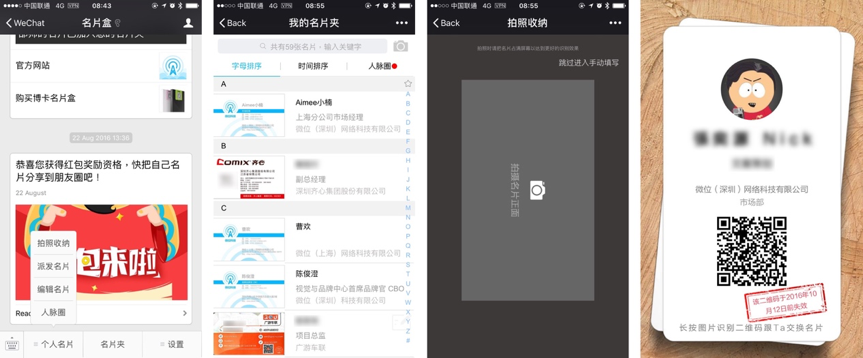 中国联通 4G VPN 08:43
WeChat 名片盒
官方网站
购买博卡名片盒
22 Aug 2016 13:36
恭喜您获得红包奖励资格,快把自己名
片分享到朋友圈吧!
22 August
包来啦
Read
拍照收纳
派发名片
编辑名片
人脉圈
个人名片
名片夹
设置
中国联通 4G VPN 08:55
Back 我的名片夹
共有59张名片,输入关键字
字母排序 时间排序 人脉圈
A
Aimee小楠
上海分公司市场经理
微位(深圳)网络科技有限公司
B
COMIX 齐心
副总经理
深圳齐心集团股份有限公司
C
曹欢
微位(上海)网络科技有限公司
陈俊澄
视觉与品牌中心首席品牌官 CBO
微位(深圳)科技有限公司
项目总监
广游车联
A
B
C
D
E
F
G
H
I
J
K
L
M
N
O
P
Q
R
S
T
U
V
W
X
Y
Z
#
中国联通 4G VPN 08:55
Back 拍照收纳
跳过进入手动填写
拍摄名片正面
Nick
微位(深圳)网络科技有限公司
市场部
该二维码于2016年10
月12日前失效
长按图片识别二维码跟Ta交换名片